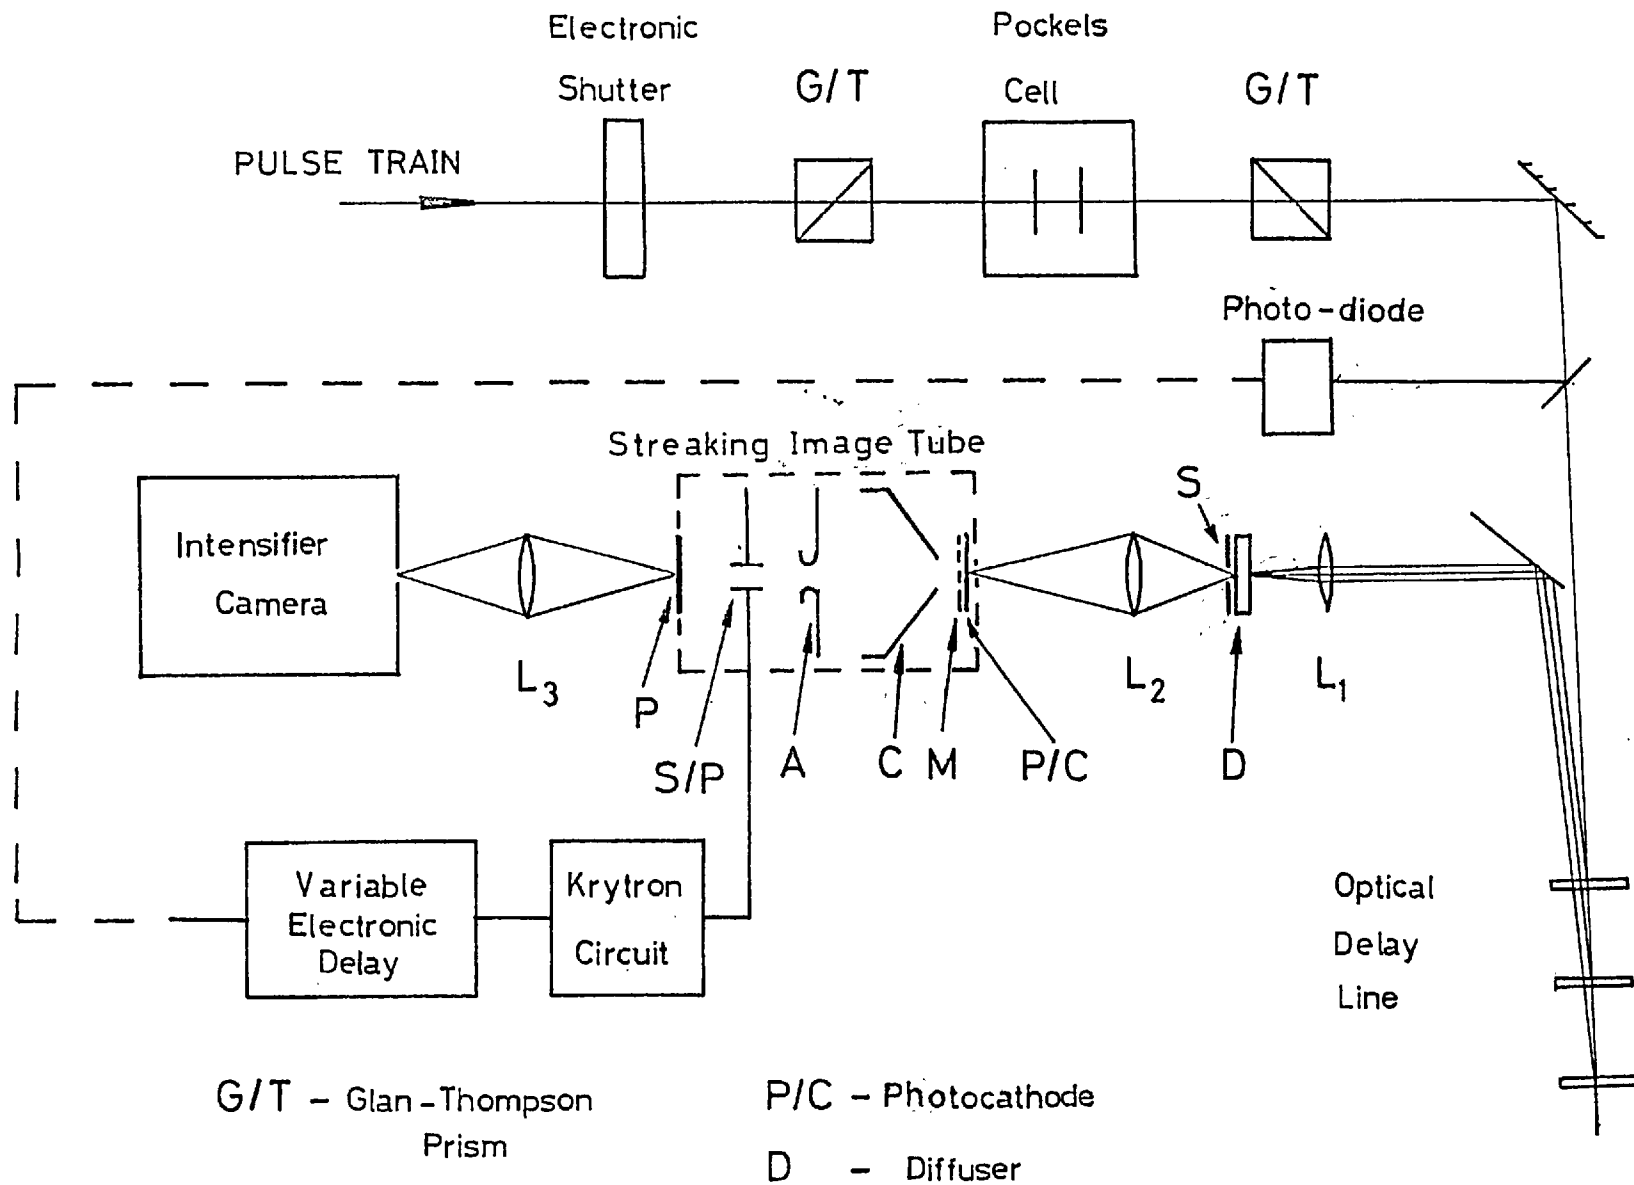 Electronic
Shutter
G/T
Pockels
Cell
G/T
PULSE TRAIN
Photo-diode
Streaking Image Tube
S
Intensifier
Camera
L3
P
S/P
A
C
M
P/C
L2
D
L1
Variable
Electronic
Delay
Krytron
Circuit
Optical
Delay
Line
G/T - Glan-Thompson
Prism
P/C - Photocathode
D - Diffuser